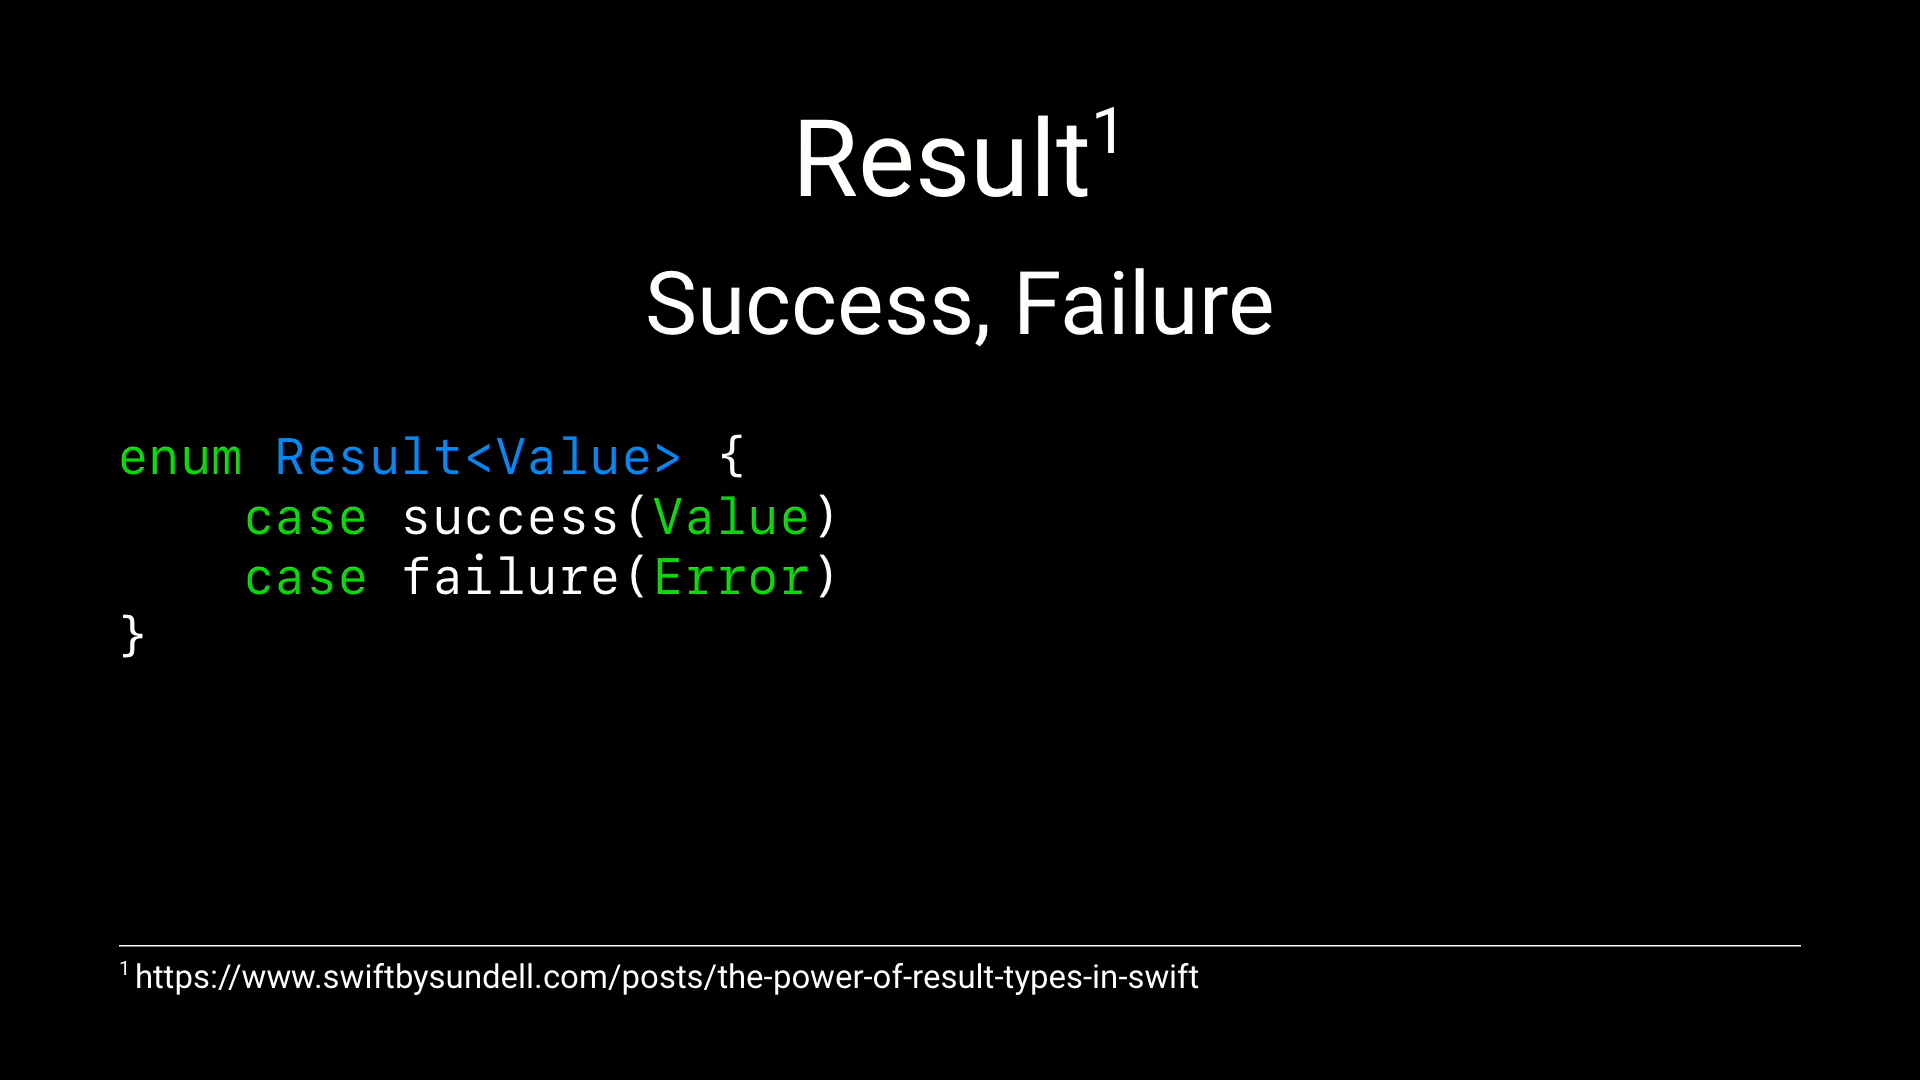 Result¹
Success, Failure
enum Result<Value> {
    case success(Value)
    case failure(Error)
}
¹ https://www.swiftbysundell.com/posts/the-power-of-result-types-in-swift